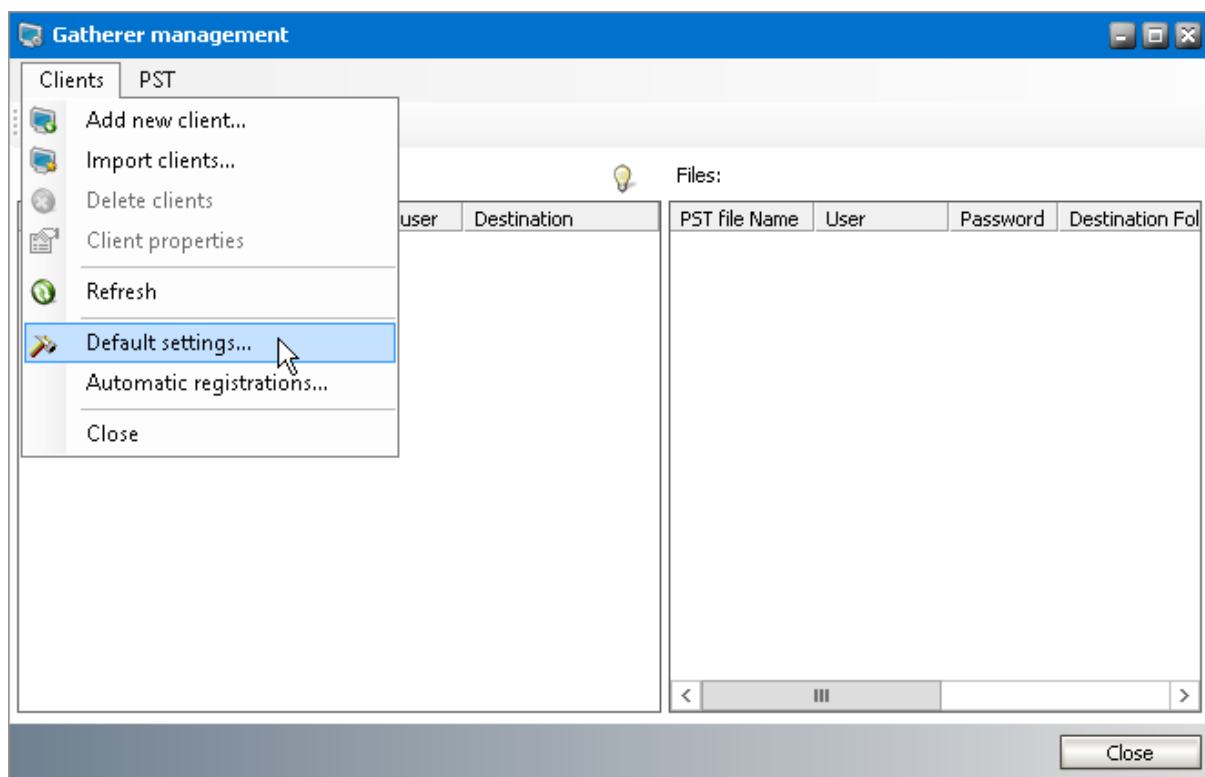 Gatherer management
Clients PST
Add new client...
Import clients...
Delete clients
Client properties
Refresh
Default settings...
Automatic registrations...
Close
user Destination
Files:
PST file Name User Password Destination Fol
Close